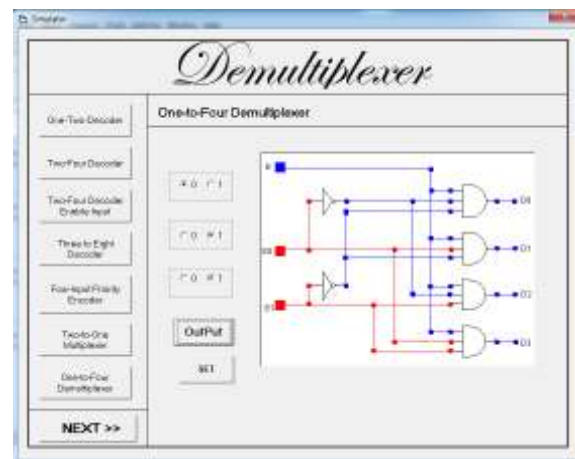 Simulator
Demultiplexer
One-to-Four Demultiplexer
One-Two Decoder
Two-Four Decoder
Two-Four Decoder
Enable Input
Three to Eight
Decoder
Four-Input Priority
Encoder
Two-to-One
Multiplexer
One-to-Four
Demultiplexer
NEXT >>
0 1
0 1
0 1
OutPut
SET
D0
D1
D2
D3